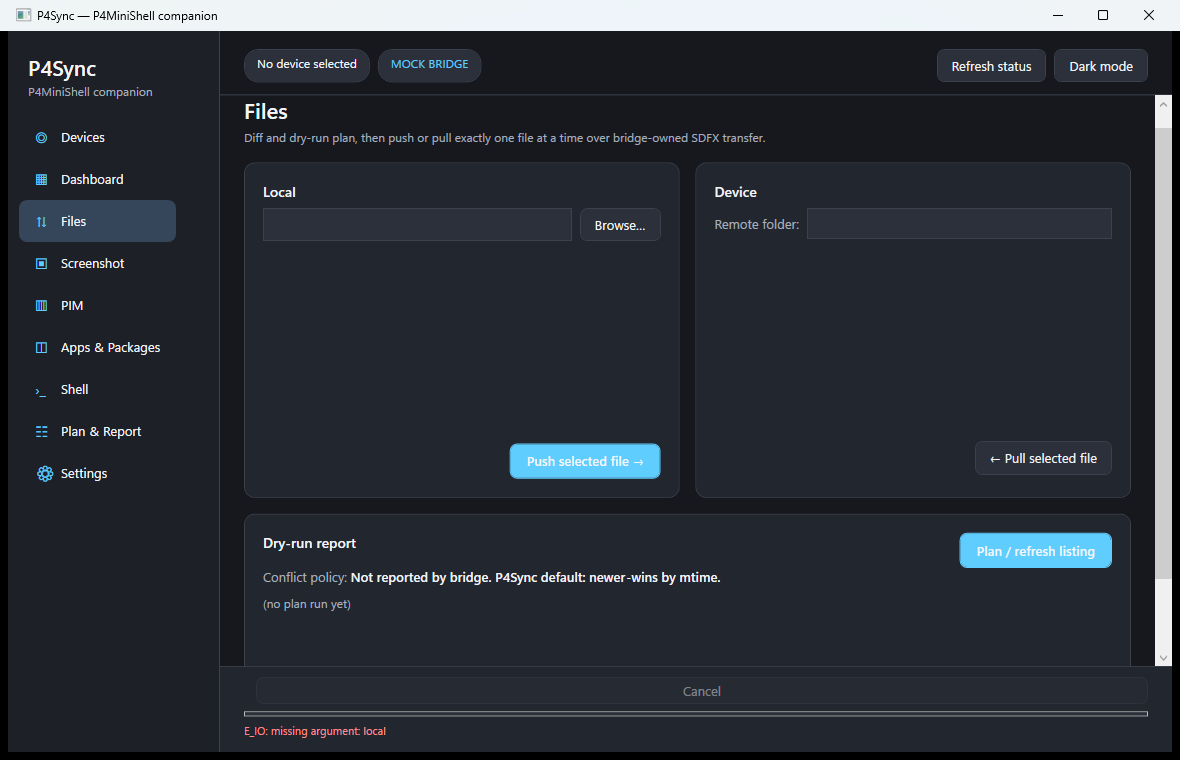 P4Sync — P4MiniShell companion
P4Sync
P4MiniShell companion
Devices
Dashboard
Files
Screenshot
PIM
Apps & Packages
Shell
Plan & Report
Settings
No device selected
MOCK BRIDGE
Refresh status
Dark mode
Files
Diff and dry-run plan, then push or pull exactly one file at a time over bridge-owned SDFX transfer.
Local
Browse...
Push selected file →
Device
Remote folder:
← Pull selected file
Dry-run report
Plan / refresh listing
Conflict policy: Not reported by bridge. P4Sync default: newer-wins by mtime.
(no plan run yet)
Cancel
E_IO: missing argument: local